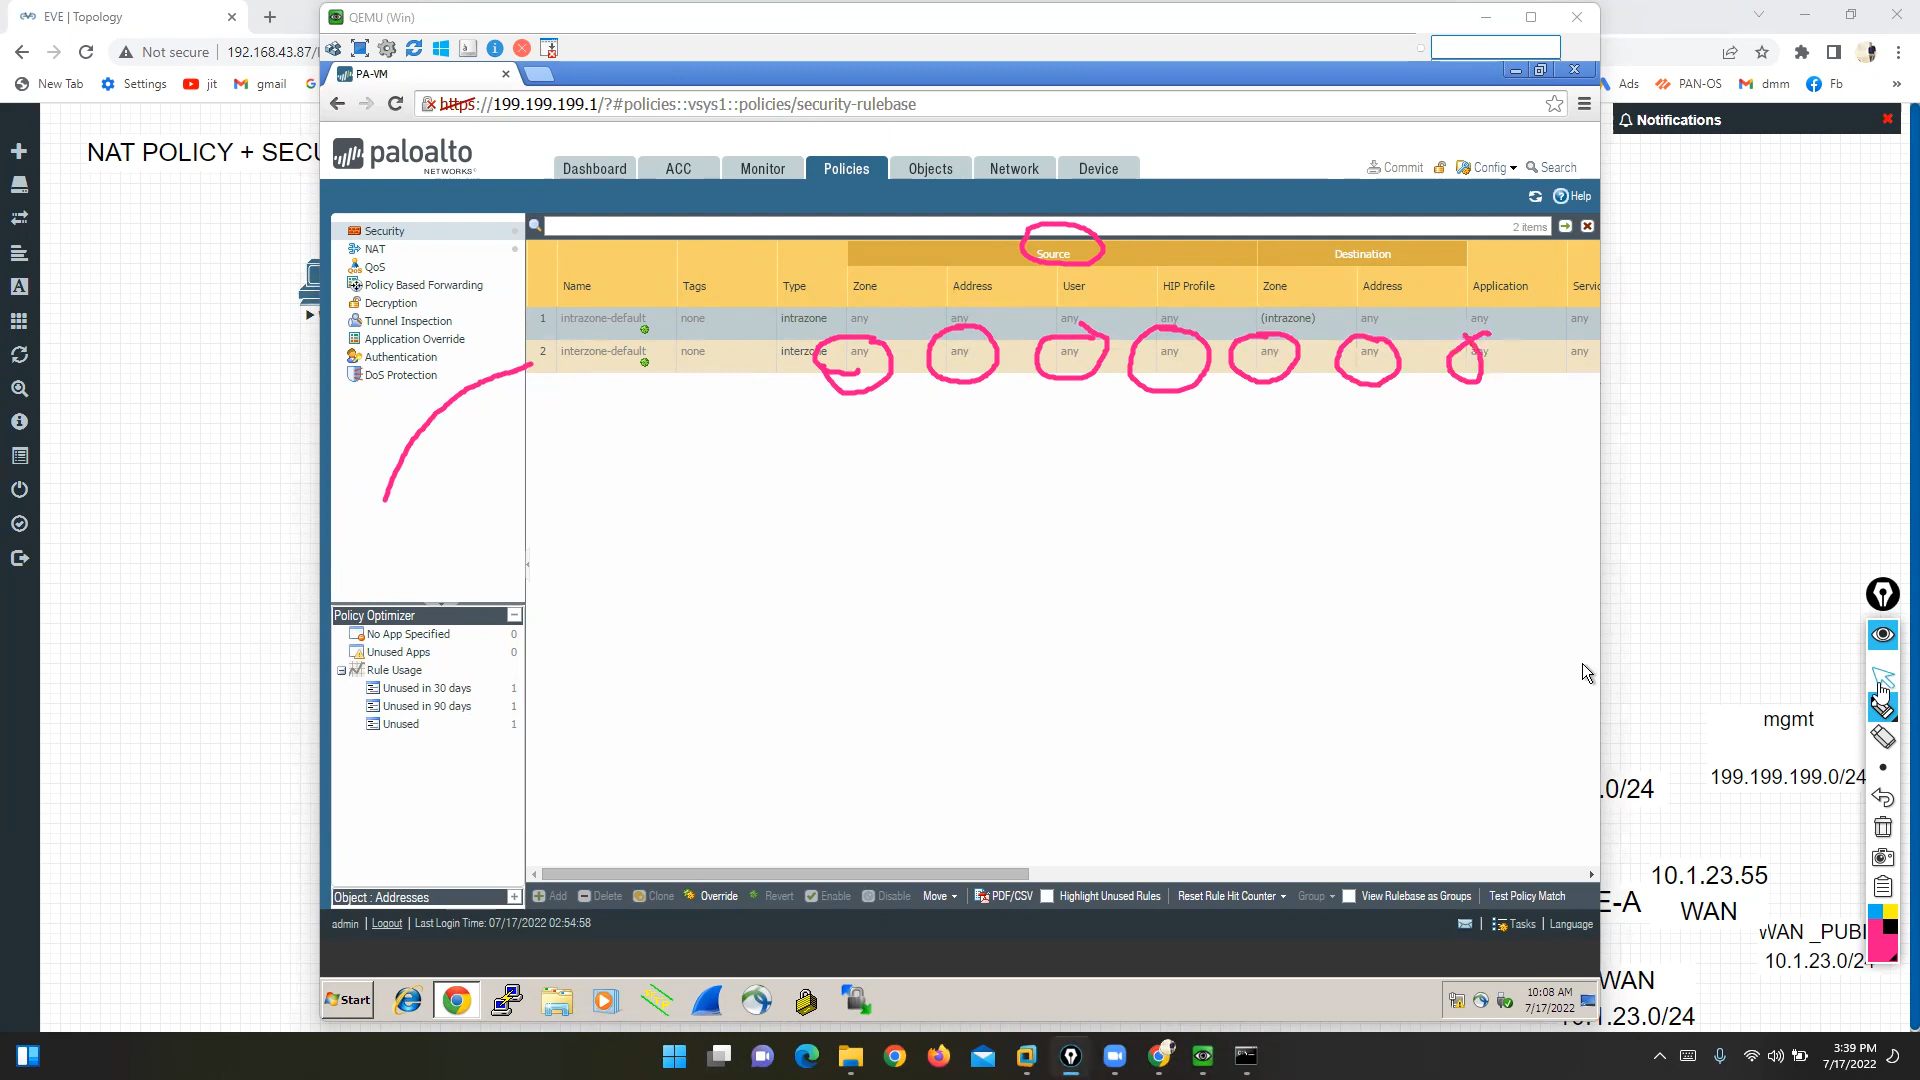 EVE | Topology
QEMU (Win)
Not secure
192.168.43.87/
New Tab
Settings
jit
gmail
Ads
PAN-OS
dmm
Fb
»
PA-VM
https://199.199.199.1/?#policies::vsys1::policies/security-rulebase
Notifications
NAT POLICY + SECU
paloalto
NETWORKS
Dashboard
ACC
Monitor
Policies
Objects
Network
Device
Commit
Config
Search
Help
Security
NAT
QoS
Policy Based Forwarding
Decryption
Tunnel Inspection
Application Override
Authentication
DoS Protection
2 items
Source
Destination
Name Tags Type Zone Address User HIP Profile Zone Address Application Servic
1 intrazone-default none intrazone any any any any (intrazone) any any any
2 interzone-default none interzone any any any any any any any any
Policy Optimizer
No App Specified 0
Unused Apps 0
Rule Usage
Unused in 30 days 1
Unused in 90 days 1
Unused 1
Object : Addresses
Add Delete Clone Override Revert Enable Disable Move PDF/CSV Highlight Unused Rules Reset Rule Hit Counter Group View Rulebase as Groups Test Policy Match
admin | Logout | Last Login Time: 07/17/2022 02:54:58
Tasks | Language
mgmt
199.199.199.0/24
.0/24
10.1.23.55
E-A
WAN
WAN _PUBI
10.1.23.0/24
WAN
10.1.23.0/24
Start
10:08 AM
7/17/2022
3:39 PM
7/17/2022